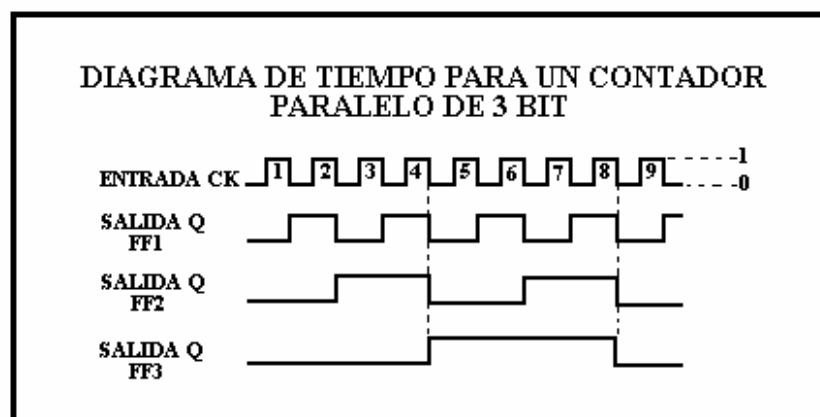 DIAGRAMA DE TIEMPO PARA UN CONTADOR
PARALELO DE 3 BIT
ENTRADA CK 1 2 3 4 5 6 7 8 9 1
0
SALIDA Q
FF1
SALIDA Q
FF2
SALIDA Q
FF3